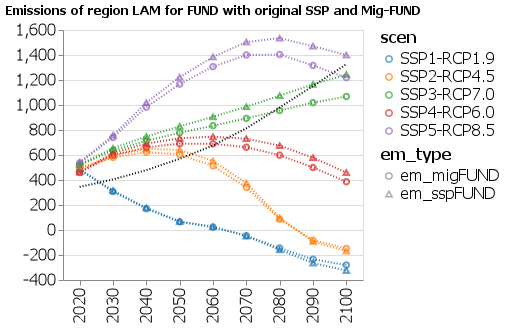 Emissions of region LAM for FUND with original SSP and Mig-FUND
1,600
1,400
1,200
1,000
800
600
400
200
0
-200
-400
2020
2030
2040
2050
2060
2070
2080
2090
2100
scen
SSP1-RCP1.9
SSP2-RCP4.5
SSP3-RCP7.0
SSP4-RCP6.0
SSP5-RCP8.5
em_type
em_migFUND
em_sspFUND